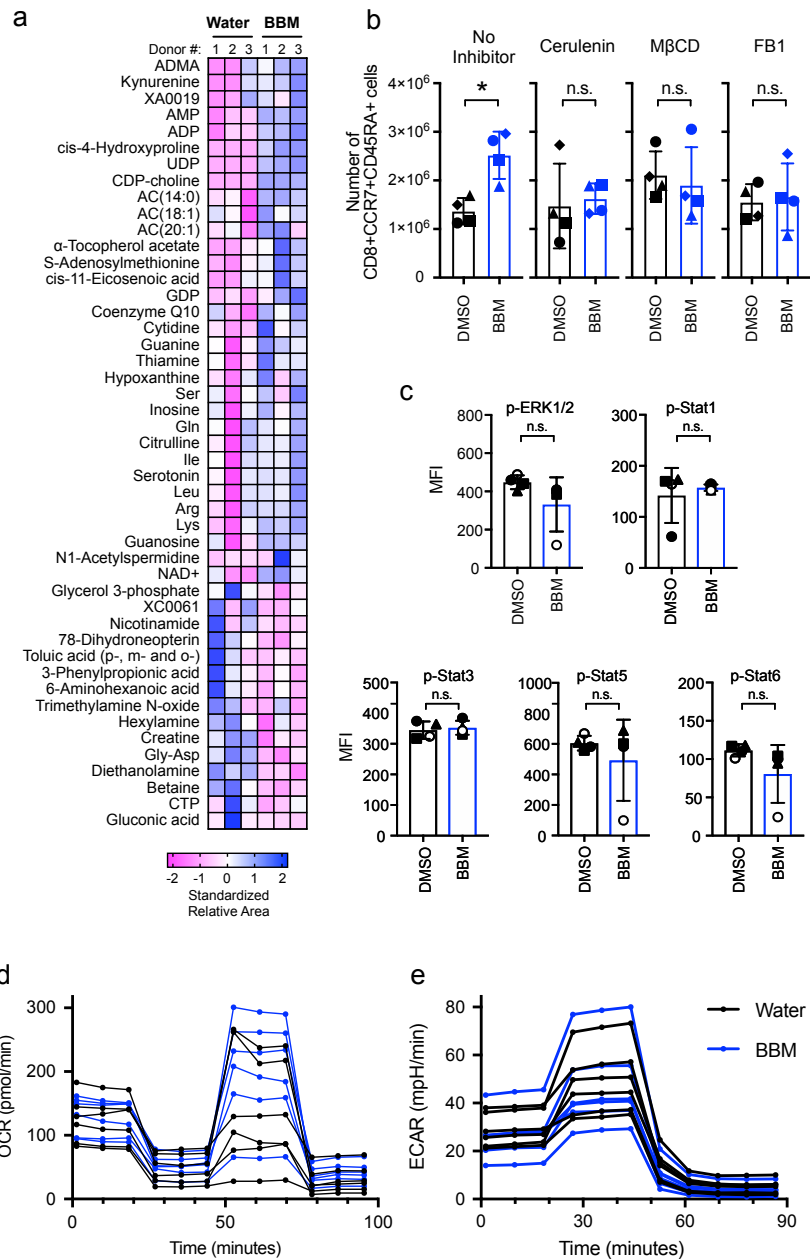 a
Water BBM
Donor #: 1 2 3 1 2 3
ADMA
Kynurenine
XA0019
AMP
ADP
cis-4-Hydroxyproline
UDP
CDP-choline
AC(14:0)
AC(18:1)
AC(20:1)
α-Tocopherol acetate
S-Adenosylmethionine
cis-11-Eicosenoic acid
GDP
Coenzyme Q10
Cytidine
Guanine
Thiamine
Hypoxanthine
Ser
Inosine
Gln
Citrulline
Ile
Serotonin
Leu
Arg
Lys
Guanosine
N1-Acetylspermidine
NAD+
Glycerol 3-phosphate
XC0061
Nicotinamide
78-Dihydroneopterin
Toluic acid (p-, m- and o-)
3-Phenylpropionic acid
6-Aminohexanoic acid
Trimethylamine N-oxide
Hexylamine
Creatine
Gly-Asp
Diethanolamine
Betaine
CTP
Gluconic acid
-2 -1 0 1 2
Standardized
Relative Area
b
No
Inhibitor
Cerulenin
MβCD
FB1
Number of
CD8+CCR7+CD45RA+ cells
4×10⁶
3×10⁶
2×10⁶
1×10⁶
0
* n.s. n.s. n.s.
DMSO BBM DMSO BBM DMSO BBM DMSO BBM
c
p-ERK1/2
MFI
800
600
400
200
0
n.s.
DMSO BBM
p-Stat1
300
200
100
0
n.s.
DMSO BBM
p-Stat3
MFI
500
400
300
200
100
0
n.s.
DMSO BBM
p-Stat5
1000
800
600
400
200
0
n.s.
DMSO BBM
p-Stat6
200
150
100
50
0
n.s.
DMSO BBM
d
OCR (pmol/min)
300
200
100
0
0 50 100
Time (minutes)
e
ECAR (mpH/min)
80
60
40
20
0
0 30 60 90
Time (minutes)
Water
BBM